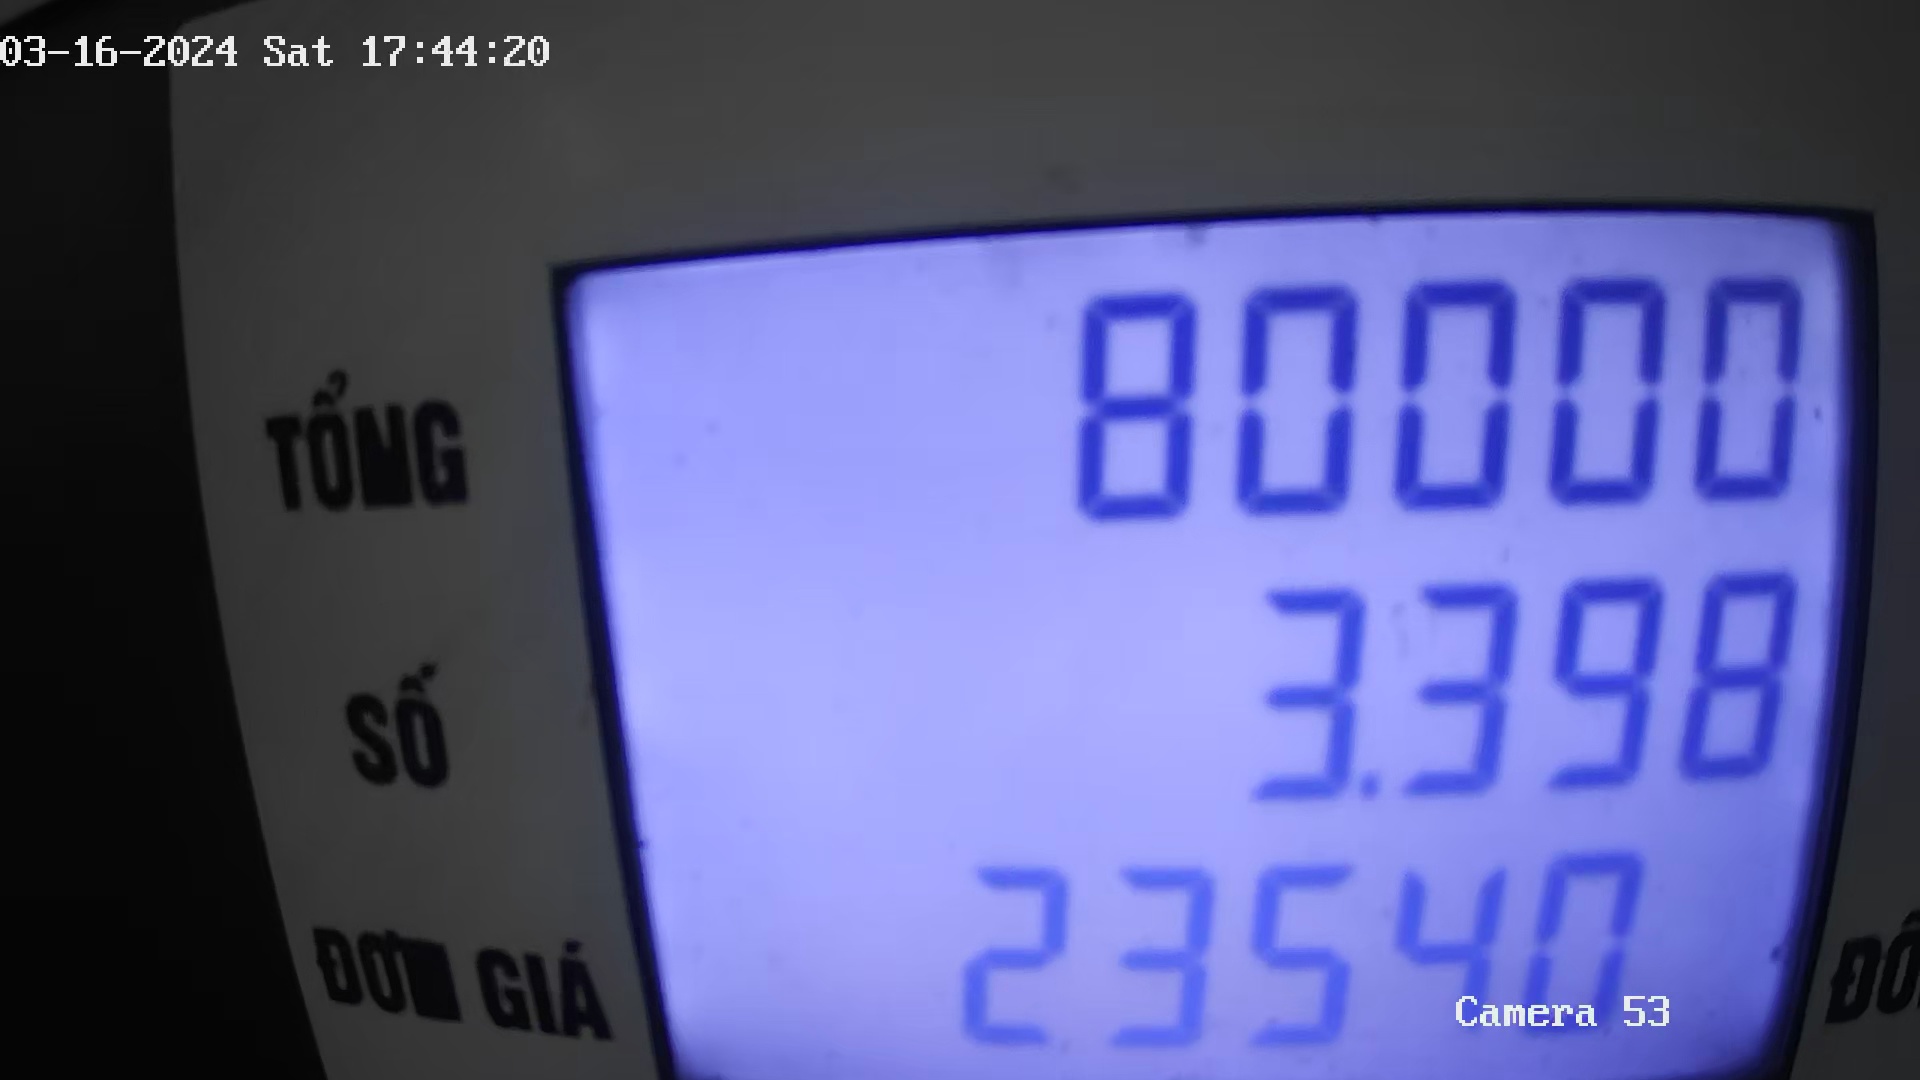 03-16-2024 Sat 17:44:20
TỔNG 80000
SỐ 3.398
ĐƠN GIÁ 23540
Camera 53